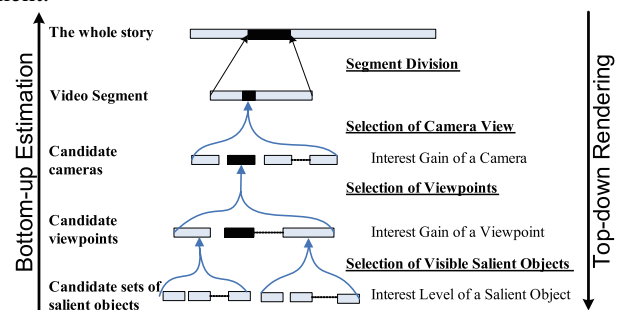 The whole story
Segment Division
Video Segment
Selection of Camera View
Candidate
cameras
Interest Gain of a Camera
Selection of Viewpoints
Candidate
viewpoints
Interest Gain of a Viewpoint
Selection of Visible Salient Objects
Candidate sets of
salient objects
Interest Level of a Salient Object
Bottom-up Estimation
Top-down Rendering